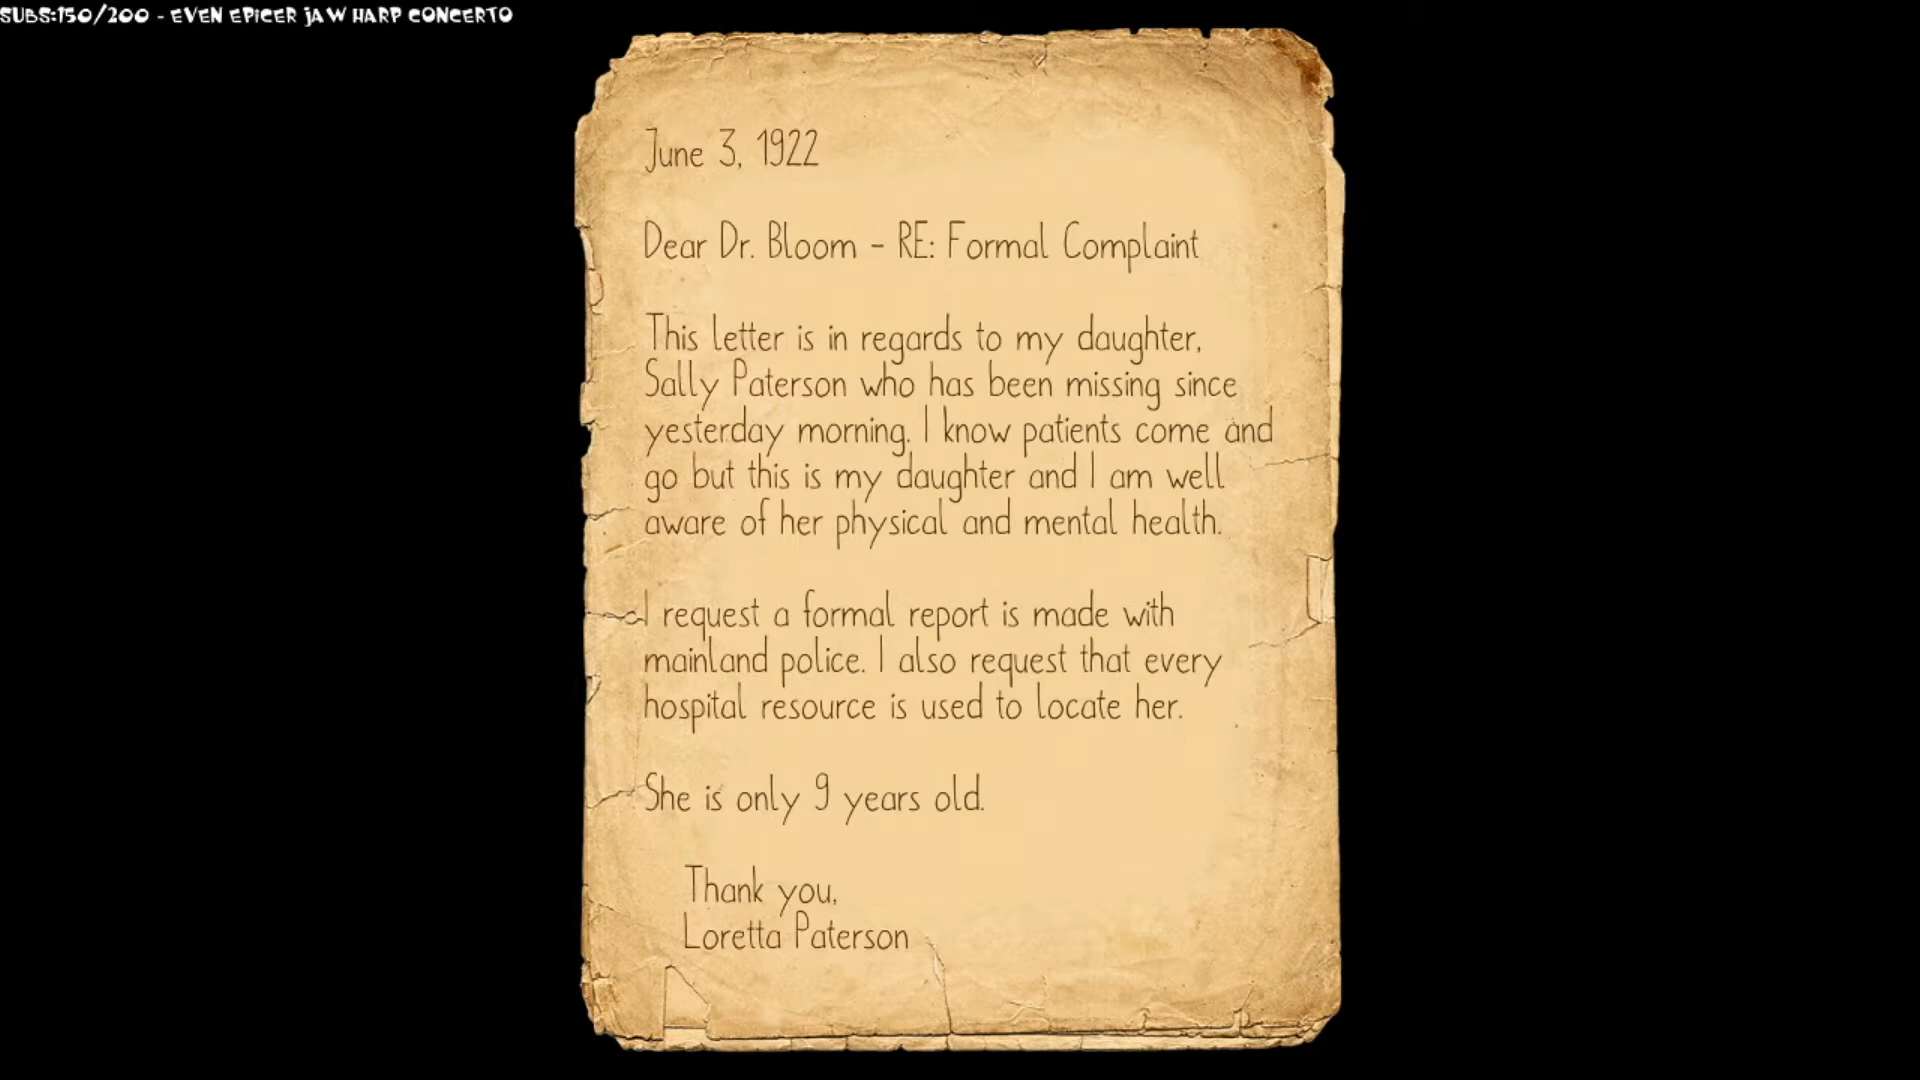 SUBS:150/200 - EVEN EPICER JAW HARP CONCERTO
June 3, 1922
Dear Dr. Bloom - RE: Formal Complaint
This letter is in regards to my daughter,
Sally Paterson who has been missing since
yesterday morning. I know patients come and
go but this is my daughter and I am well
aware of her physical and mental health.
I request a formal report is made with
mainland police. I also request that every
hospital resource is used to locate her.
She is only 9 years old.
Thank you,
Loretta Paterson